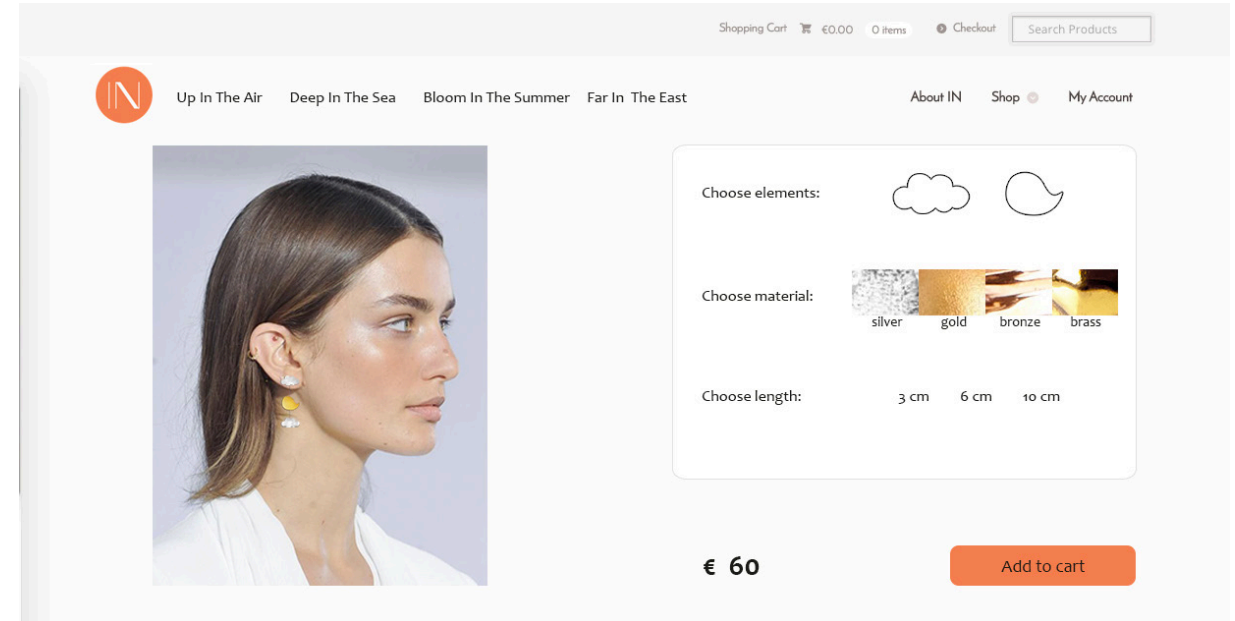 Shopping Cart €0.00 0 items Checkout Search Products
IN Up In The Air Deep In The Sea Bloom In The Summer Far In The East About IN Shop My Account
Choose elements:
Choose material:
silver gold bronze brass
Choose length: 3 cm 6 cm 10 cm
€ 60 Add to cart